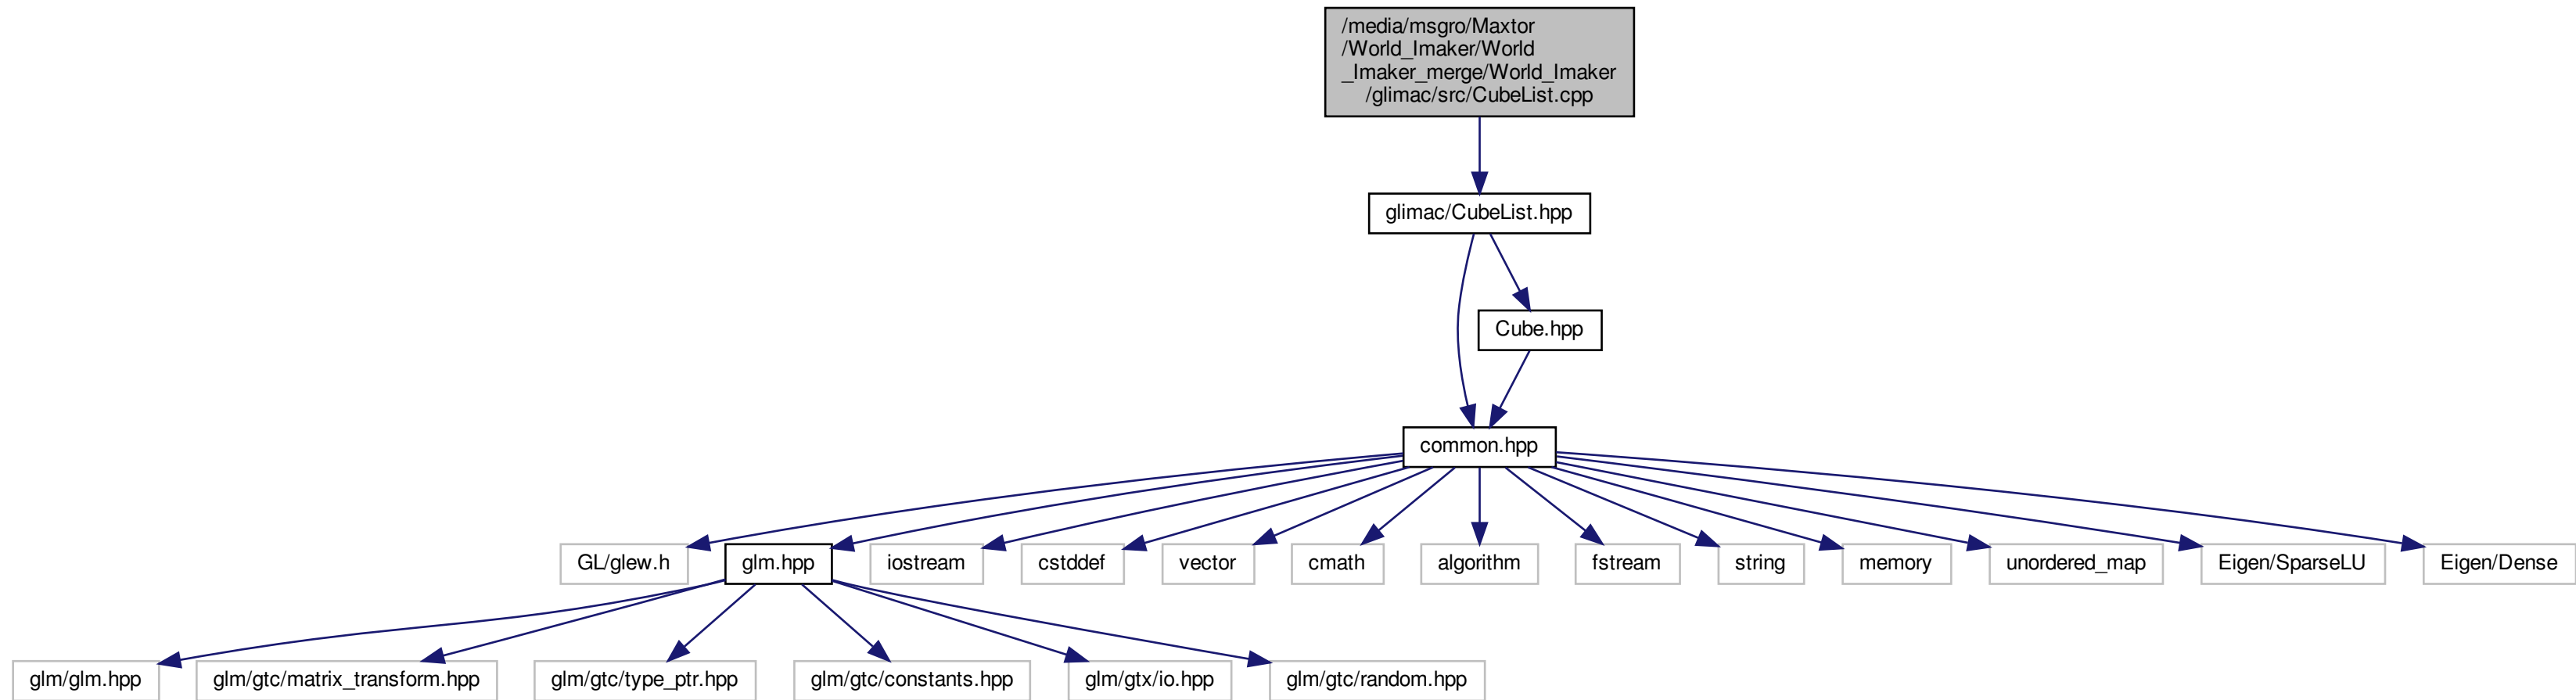 /media/msgro/Maxtor
/World_Imaker/World
_Imaker_merge/World_Imaker
/glimac/src/CubeList.cpp
glimac/CubeList.hpp
Cube.hpp
common.hpp
GL/glew.h
glm.hpp
iostream
cstddef
vector
cmath
algorithm
fstream
string
memory
unordered_map
Eigen/SparseLU
Eigen/Dense
glm/glm.hpp
glm/gtc/matrix_transform.hpp
glm/gtc/type_ptr.hpp
glm/gtc/constants.hpp
glm/gtx/io.hpp
glm/gtc/random.hpp